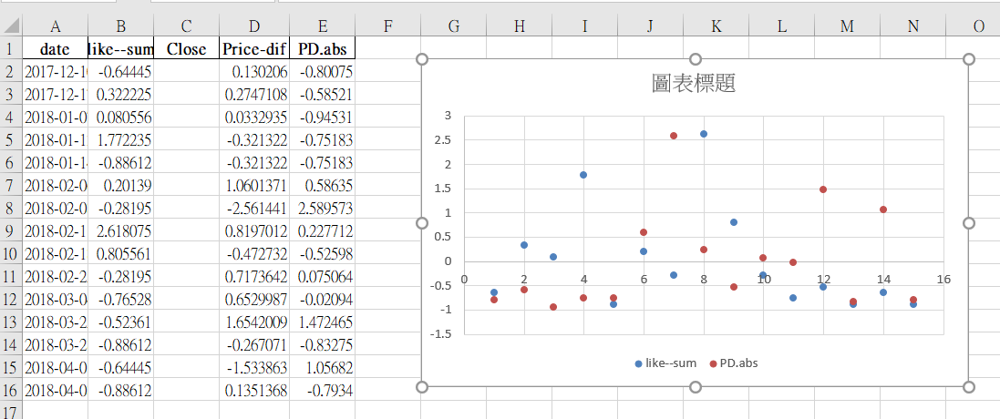 A B C D E F G H I J K L M N O
1 date like--sum Close Price-dif PD.abs
2 2017-12-1 -0.64445 0.130206 -0.80075
3 2017-12-1 0.322225 0.2747108 -0.58521
4 2018-01-0 0.080556 0.0332935 -0.94531
5 2018-01-1 1.772235 -0.321322 -0.75183
6 2018-01-1 -0.88612 -0.321322 -0.75183
7 2018-02-0 0.20139 1.0601371 0.58635
8 2018-02-0 -0.28195 -2.561441 2.589573
9 2018-02-1 2.618075 0.8197012 0.227712
10 2018-02-1 0.805561 -0.472732 -0.52598
11 2018-02-2 -0.28195 0.7173642 0.075064
12 2018-03-0 -0.76528 0.6529987 -0.02094
13 2018-03-2 -0.52361 1.6542009 1.472465
14 2018-03-2 -0.88612 -0.267071 -0.83275
15 2018-04-0 -0.64445 -1.533863 1.05682
16 2018-04-0 -0.88612 0.1351368 -0.7934
17
圖表標題
3
2.5
2
1.5
1
0.5
0
-0.5
-1
-1.5
0 2 4 6 8 10 12 14 16
like--sum PD.abs